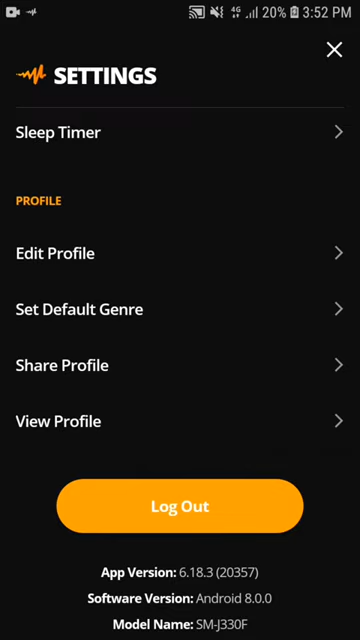 4G 20% 3:52 PM
SETTINGS
Sleep Timer
PROFILE
Edit Profile
Set Default Genre
Share Profile
View Profile
Log Out
App Version: 6.18.3 (20357)
Software Version: Android 8.0.0
Model Name: SM-J330F